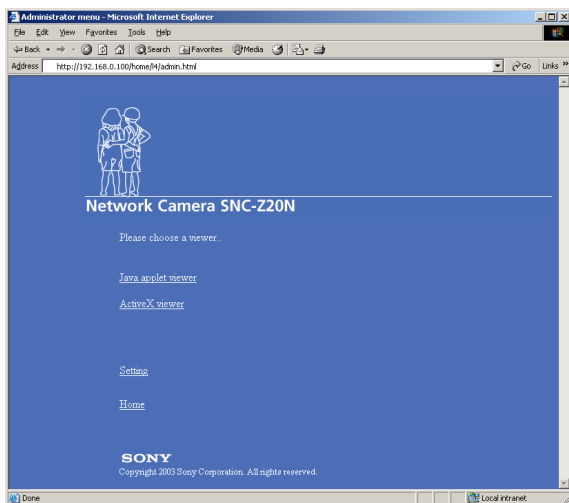 Administrator menu - Microsoft Internet Explorer
File Edit View Favorites Tools Help
Back Search Favorites Media
Address http://192.168.0.100/home/l4/admin.html Go Links »
Network Camera SNC-Z20N
Please choose a viewer..
Java applet viewer
ActiveX viewer
Setting
Home
SONY
Copyright 2003 Sony Corporation. All rights reserved.
Done Local intranet